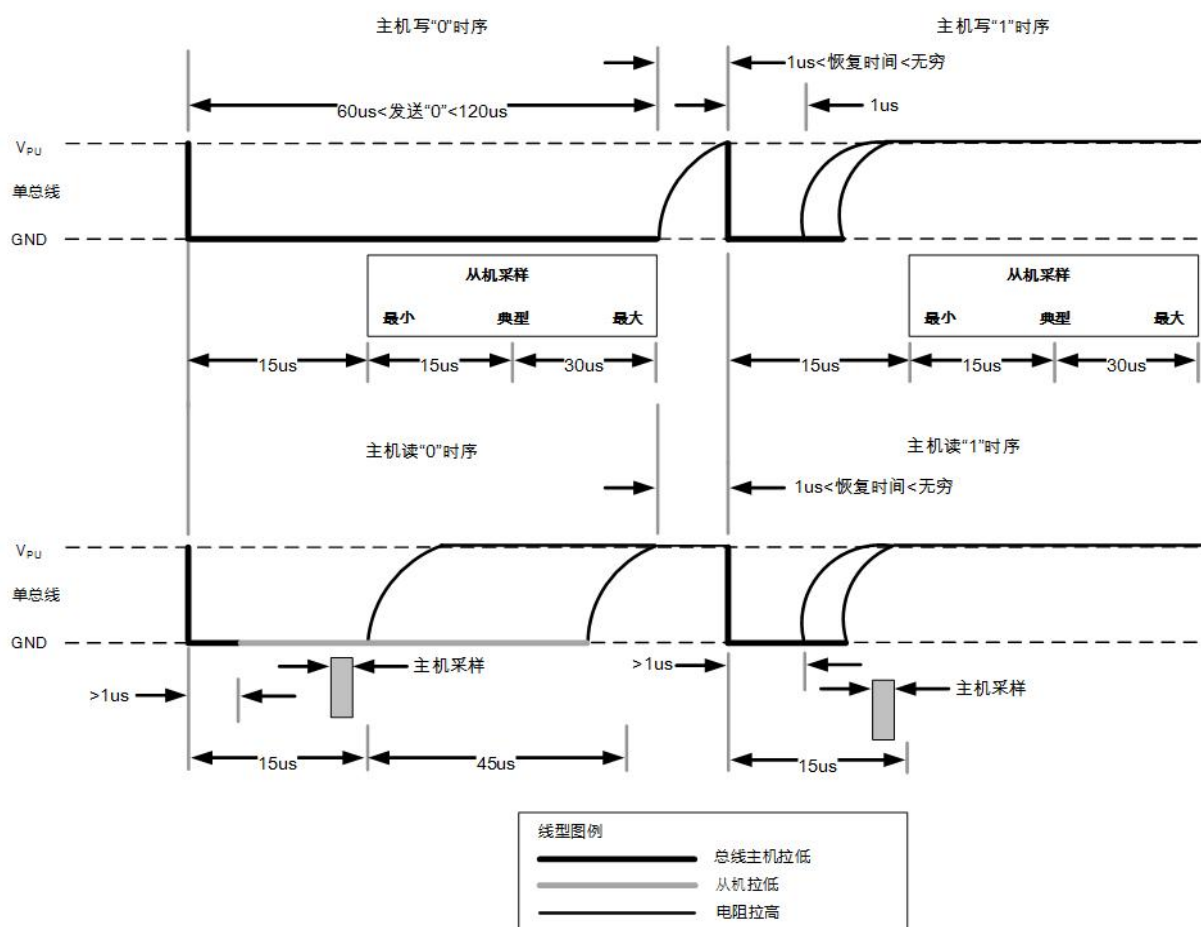 主机写“0”时序
主机写“1”时序
1us<恢复时间<无穷
60us<发送“0”<120us
1us
VPU
单总线
GND
从机采样
最小 典型 最大
从机采样
最小 典型 最大
15us 15us 30us
15us 15us 30us
主机读“0”时序
主机读“1”时序
1us<恢复时间<无穷
VPU
单总线
GND
主机采样
>1us
>1us
主机采样
15us 45us
15us
线型图例
总线主机拉低
从机拉低
电阻拉高